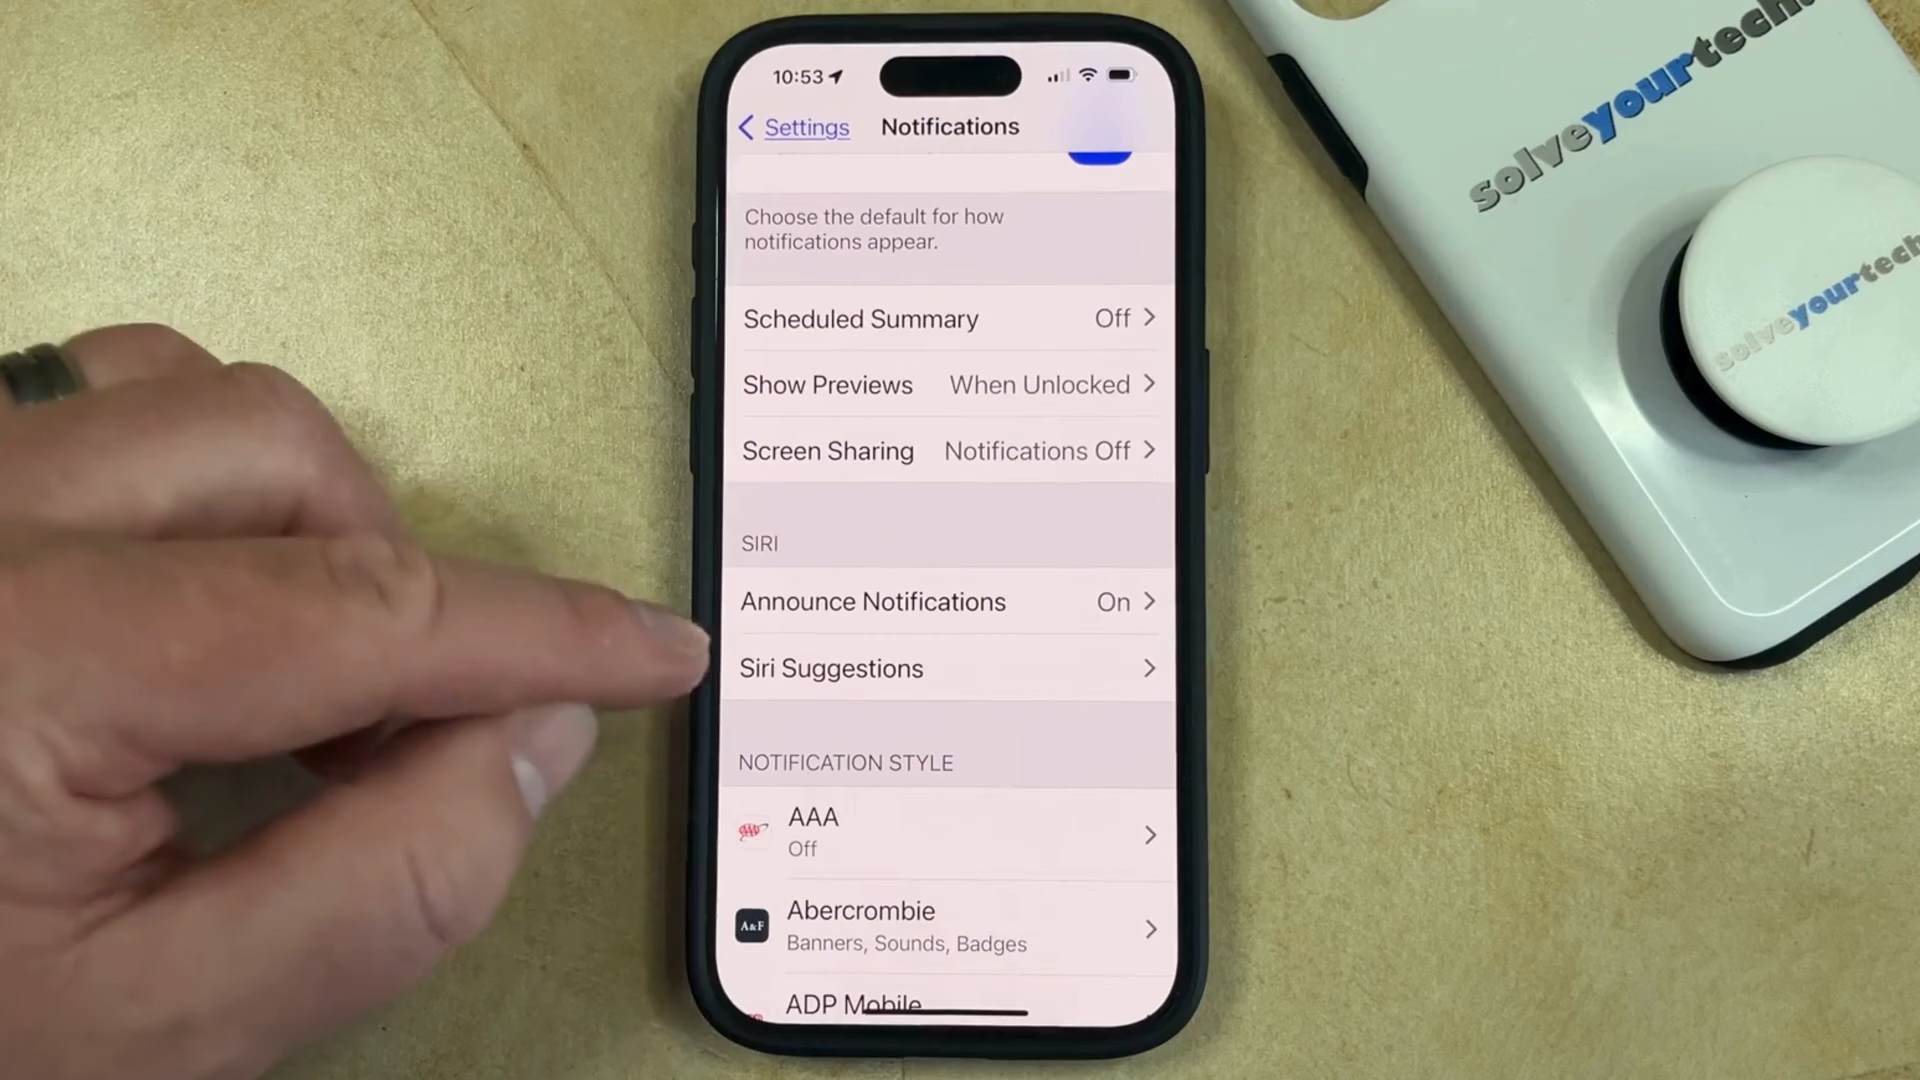 10:53
Settings
Notifications
Choose the default for how
notifications appear.
Scheduled Summary Off
Show Previews When Unlocked
Screen Sharing Notifications Off
SIRI
Announce Notifications On
Siri Suggestions
NOTIFICATION STYLE
AAA
Off
A&F
Abercrombie
Banners, Sounds, Badges
ADP Mobile
solveyourtech.
solveyourtech